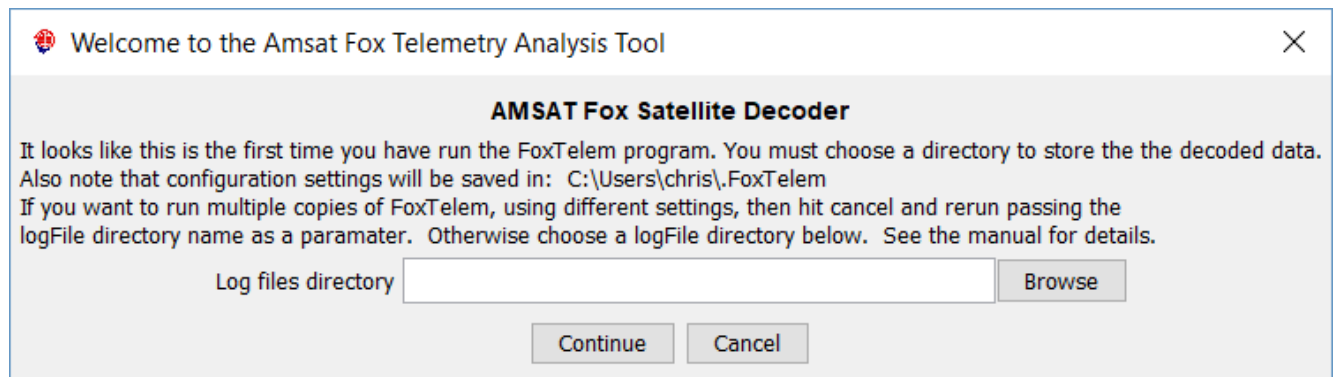 Welcome to the Amsat Fox Telemetry Analysis Tool
AMSAT Fox Satellite Decoder
It looks like this is the first time you have run the FoxTelem program. You must choose a directory to store the the decoded data.
Also note that configuration settings will be saved in:  C:\Users\chris\.FoxTelem
If you want to run multiple copies of FoxTelem, using different settings, then hit cancel and rerun passing the
logFile directory name as a paramater.  Otherwise choose a logFile directory below.  See the manual for details.
Log files directory Browse
Continue Cancel